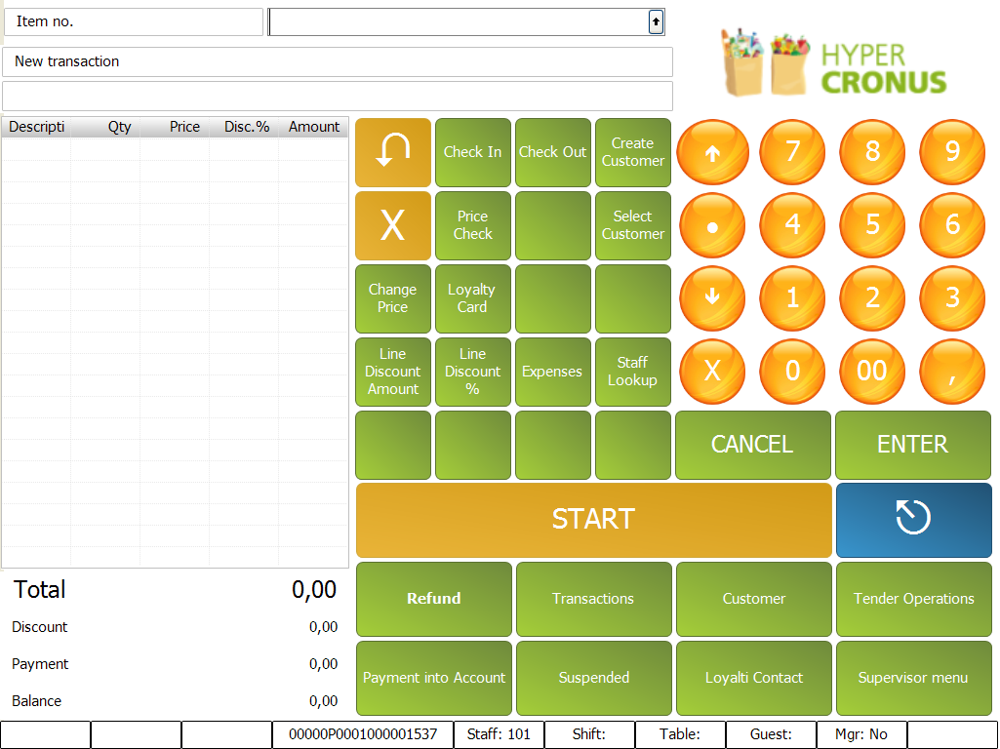 Item no.
New transaction
HYPER
CRONUS
Descripti Qty Price Disc.% Amount
Check In
Check Out
Create
Customer
7
8
9
X
Price
Check
Select
Customer
4
5
6
Change
Price
Loyalty
Card
1
2
3
Line
Discount
Amount
Line
Discount
%
Expenses
Staff
Lookup
X
0
00
,
CANCEL
ENTER
START
Total 0,00
Discount 0,00
Payment 0,00
Balance 0,00
Refund
Transactions
Customer
Tender Operations
Payment into Account
Suspended
Loyalti Contact
Supervisor menu
00000P0001000001537
Staff: 101
Shift:
Table:
Guest:
Mgr: No